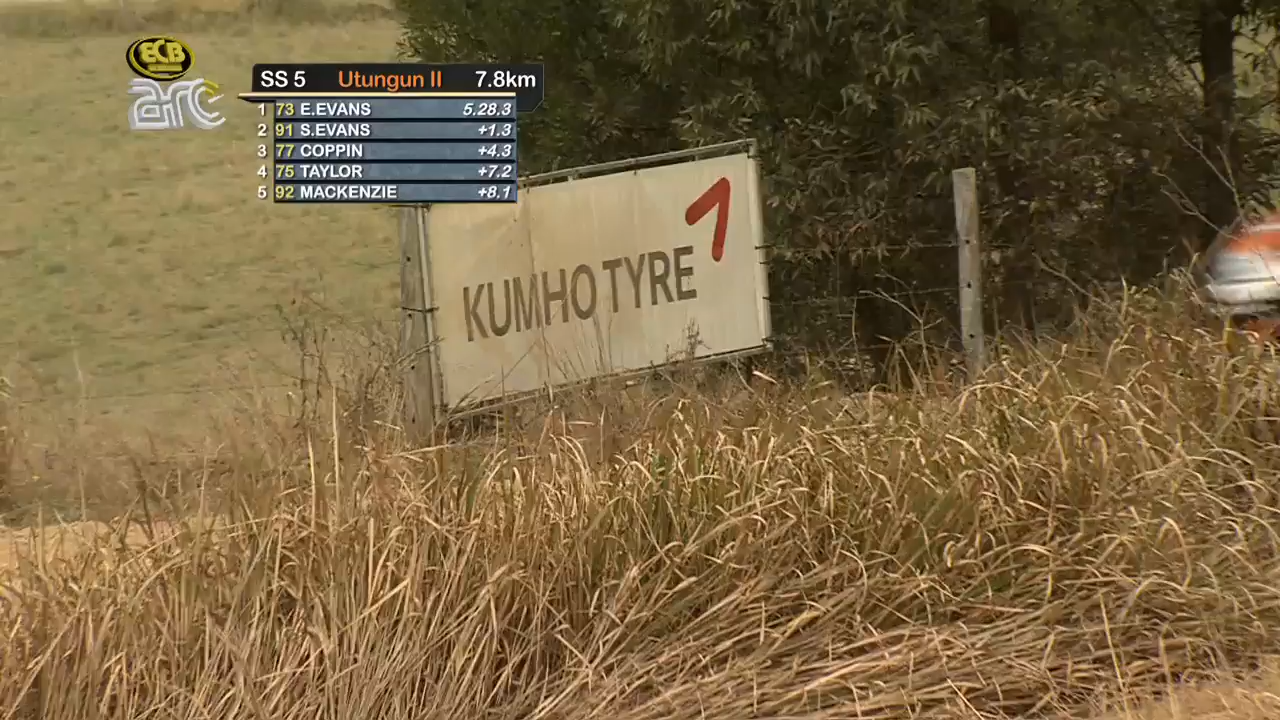 ECB
arc
SS 5 Utungun II 7.8km
1 73 E.EVANS 5.28.3
2 91 S.EVANS +1.3
3 77 COPPIN +4.3
4 75 TAYLOR +7.2
5 92 MACKENZIE +8.1
KUMHO TYRE